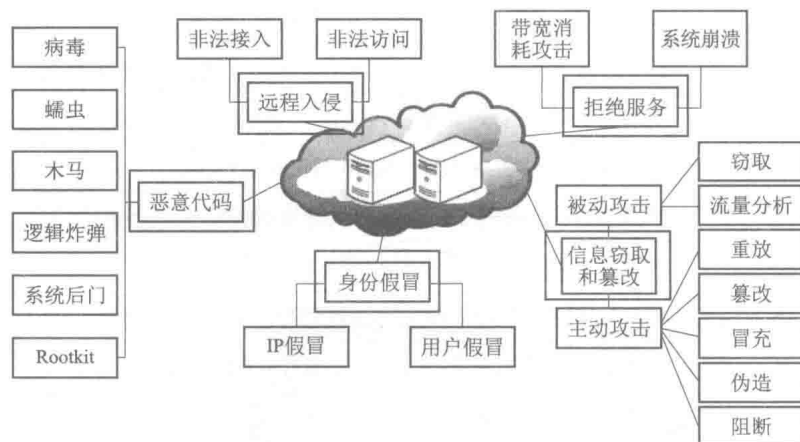 病毒
蠕虫
木马
逻辑炸弹
系统后门
Rootkit
恶意代码
非法接入
非法访问
远程入侵
带宽消
耗攻击
系统崩溃
拒绝服务
身份假冒
IP假冒
用户假冒
被动攻击
信息窃取
和篡改
主动攻击
窃取
流量分析
重放
篡改
冒充
伪造
阻断